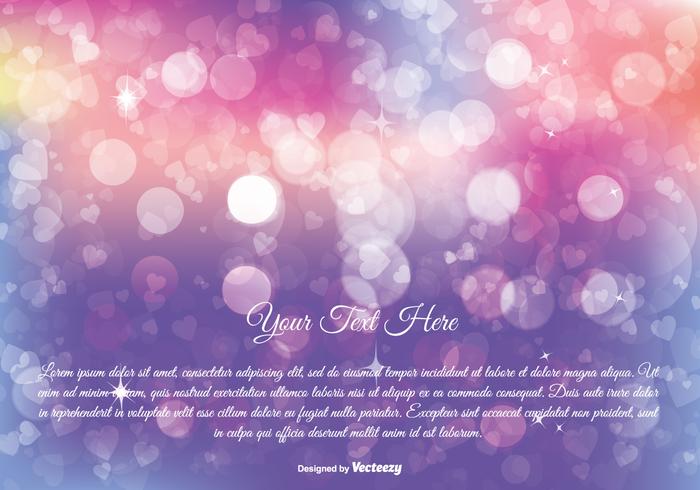 Your Text Here
Lorem ipsum dolor sit amet, consectetur adipiscing elit, sed do eiusmod tempor incididunt ut labore et dolore magna aliqua. Ut
enim ad minim veniam, quis nostrud exercitation ullamco laboris nisi ut aliquip ex ea commodo consequat. Duis aute irure dolor
in reprehenderit in voluptate velit esse cillum dolore eu fugiat nulla pariatur. Excepteur sint occaecat cupidatat non proident, sunt
in culpa qui officia deserunt mollit anim id est laborum.
Designed by Vecteezy